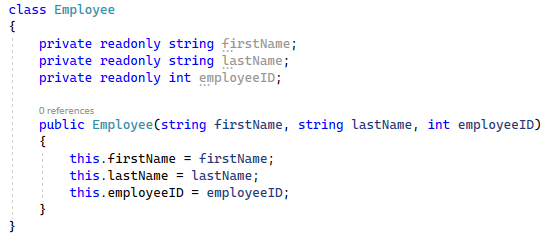 class Employee
{
    private readonly string firstName;
    private readonly string lastName;
    private readonly int employeeID;
    0 references
    public Employee(string firstName, string lastName, int employeeID)
    {
        this.firstName = firstName;
        this.lastName = lastName;
        this.employeeID = employeeID;
    }
}